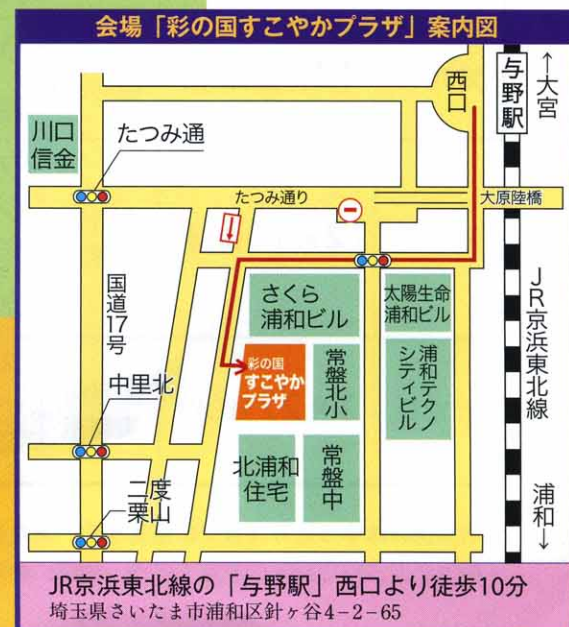 会場「彩の国すこやかプラザ」案内図
西口
与野駅
↑大宮
川口
信金
たつみ通
たつみ通り
大原陸橋
国道17号
さくら
浦和ビル
太陽生命
浦和ビル
JR京浜東北線
彩の国
すこやか
プラザ
常盤北小
浦和テクノ
シティビル
中里北
北浦和
住宅
常盤中
二度
栗山
浦和↓
JR京浜東北線の「与野駅」西口より徒歩10分
埼玉県さいたま市浦和区針ヶ谷4−2−65